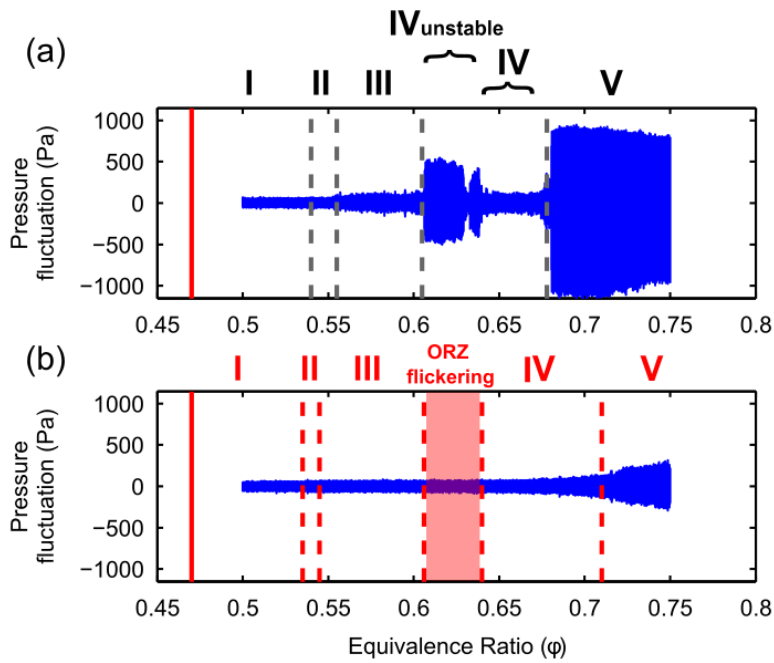 (a)
IVunstable
I II III IV V
1000
500
0
−500
−1000
Pressure
fluctuation (Pa)
0.45 0.5 0.55 0.6 0.65 0.7 0.75 0.8
(b)
I II III ORZ
flickering IV V
1000
500
0
−500
−1000
Pressure
fluctuation (Pa)
0.45 0.5 0.55 0.6 0.65 0.7 0.75 0.8
Equivalence Ratio (φ)